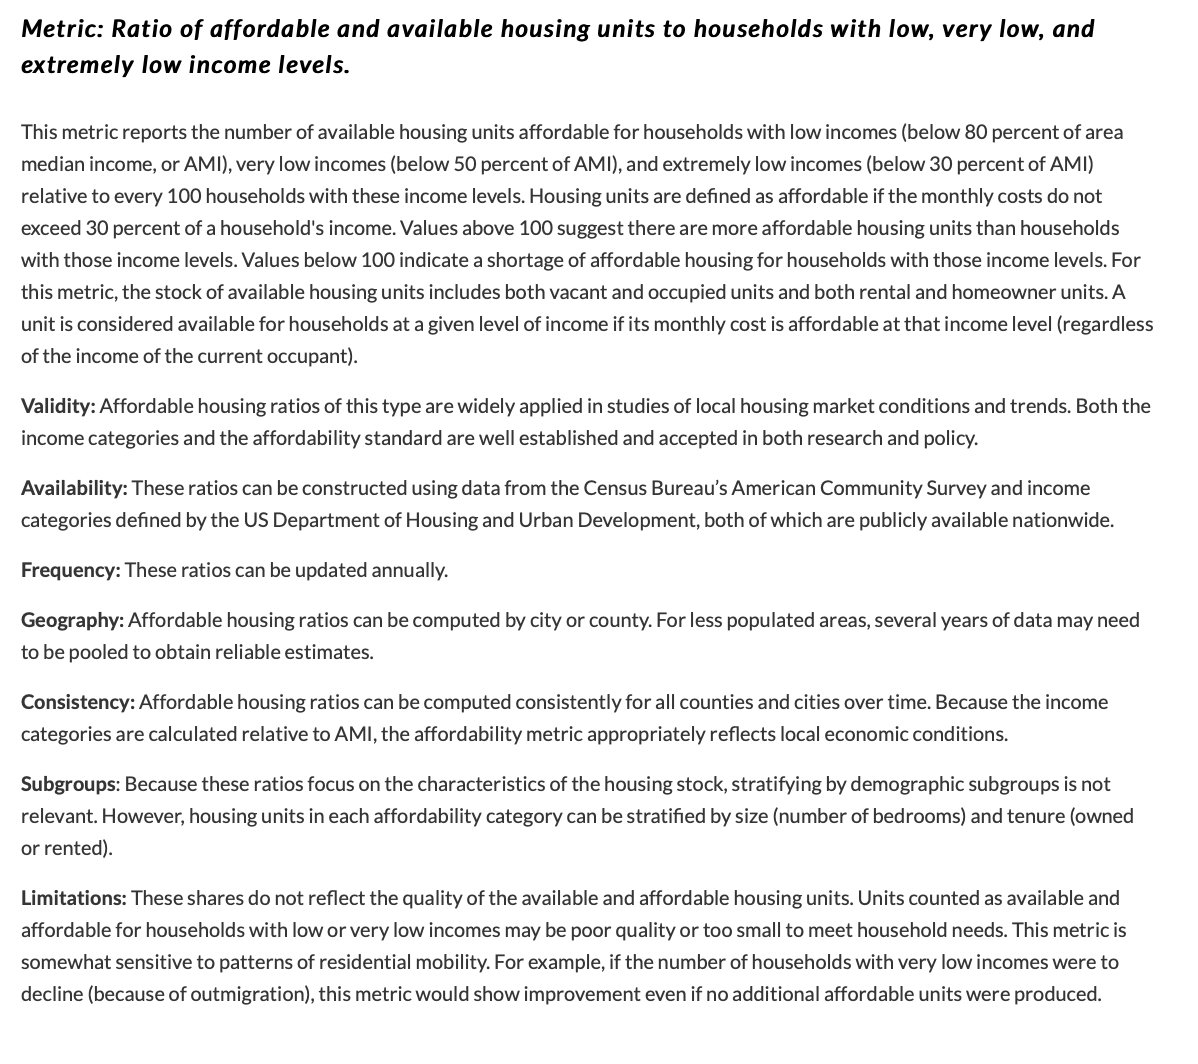 Metric: Ratio of affordable and available housing units to households with low, very low, and
extremely low income levels.
This metric reports the number of available housing units affordable for households with low incomes (below 80 percent of area
median income, or AMI), very low incomes (below 50 percent of AMI), and extremely low incomes (below 30 percent of AMI)
relative to every 100 households with these income levels. Housing units are defined as affordable if the monthly costs do not
exceed 30 percent of a household's income. Values above 100 suggest there are more affordable housing units than households
with those income levels. Values below 100 indicate a shortage of affordable housing for households with those income levels. For
this metric, the stock of available housing units includes both vacant and occupied units and both rental and homeowner units. A
unit is considered available for households at a given level of income if its monthly cost is affordable at that income level (regardless
of the income of the current occupant).
Validity: Affordable housing ratios of this type are widely applied in studies of local housing market conditions and trends. Both the
income categories and the affordability standard are well established and accepted in both research and policy.
Availability: These ratios can be constructed using data from the Census Bureau’s American Community Survey and income
categories defined by the US Department of Housing and Urban Development, both of which are publicly available nationwide.
Frequency: These ratios can be updated annually.
Geography: Affordable housing ratios can be computed by city or county. For less populated areas, several years of data may need
to be pooled to obtain reliable estimates.
Consistency: Affordable housing ratios can be computed consistently for all counties and cities over time. Because the income
categories are calculated relative to AMI, the affordability metric appropriately reflects local economic conditions.
Subgroups: Because these ratios focus on the characteristics of the housing stock, stratifying by demographic subgroups is not
relevant. However, housing units in each affordability category can be stratified by size (number of bedrooms) and tenure (owned
or rented).
Limitations: These shares do not reflect the quality of the available and affordable housing units. Units counted as available and
affordable for households with low or very low incomes may be poor quality or too small to meet household needs. This metric is
somewhat sensitive to patterns of residential mobility. For example, if the number of households with very low incomes were to
decline (because of outmigration), this metric would show improvement even if no additional affordable units were produced.